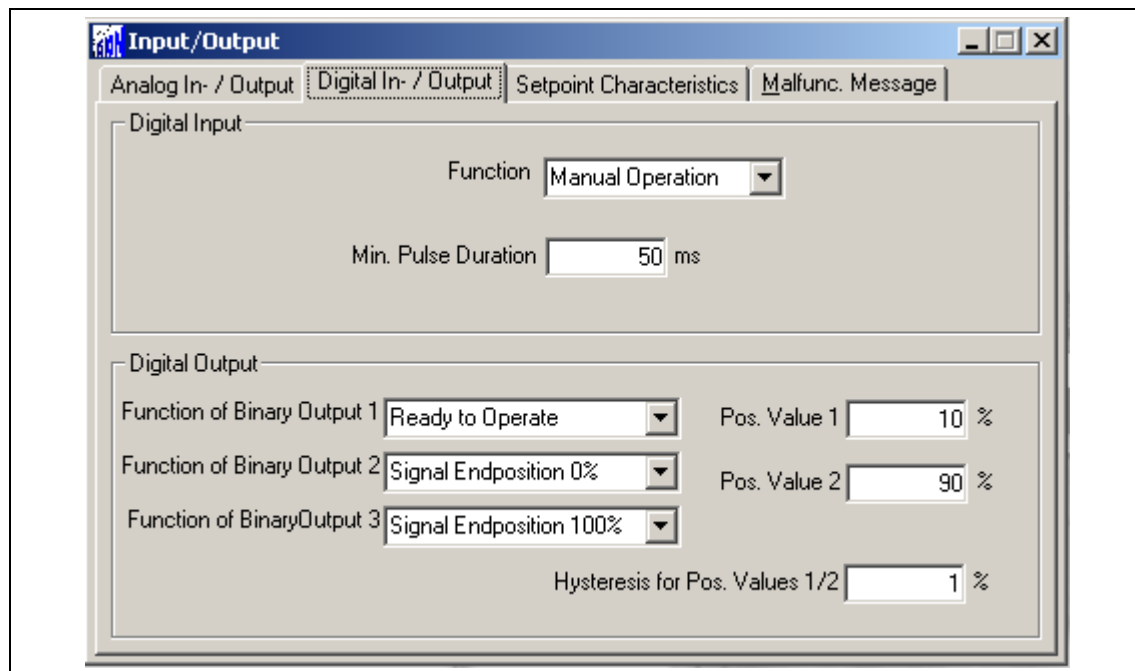 Input/Output
Analog In- / Output Digital In- / Output Setpoint Characteristics Malfunc. Message
Digital Input
Function Manual Operation
Min. Pulse Duration 50 ms
Digital Output
Function of Binary Output 1 Ready to Operate Pos. Value 1 10 %
Function of Binary Output 2 Signal Endposition 0% Pos. Value 2 90 %
Function of BinaryOutput 3 Signal Endposition 100%
Hysteresis for Pos. Values 1/2 1 %